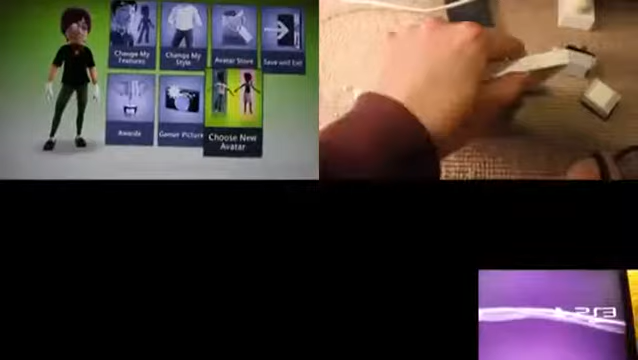 Change My Features
Change My Style
Avatar Store
Save and Exit
Awards
Gamer Picture
Choose New Avatar
PS3